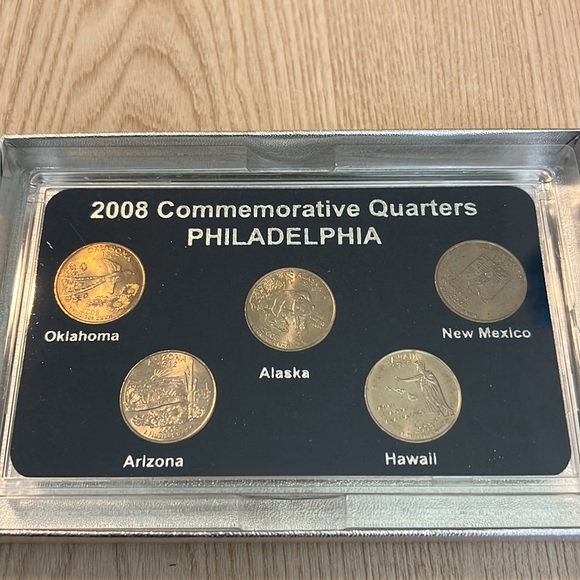 2008 Commemorative Quarters
PHILADELPHIA
Oklahoma
Alaska
New Mexico
Arizona
Hawaii